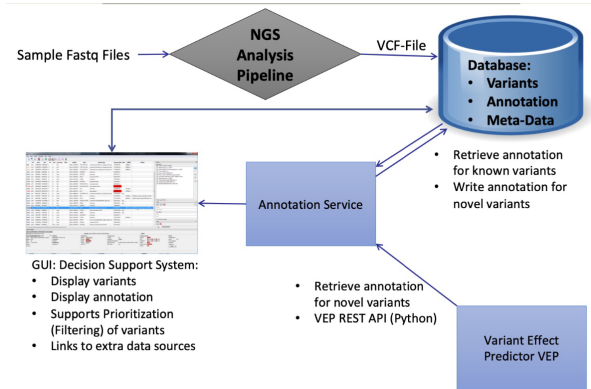 NGS
Analysis
Pipeline
Sample Fastq Files
VCF-File
Database:
• Variants
• Annotation
• Meta-Data
• Retrieve annotation
for known variants
• Write annotation for
novel variants
Annotation Service
GUI: Decision Support System:
• Display variants
• Display annotation
• Supports Prioritization
(Filtering) of variants
• Links to extra data sources
• Retrieve annotation
for novel variants
• VEP REST API (Python)
Variant Effect
Predictor VEP